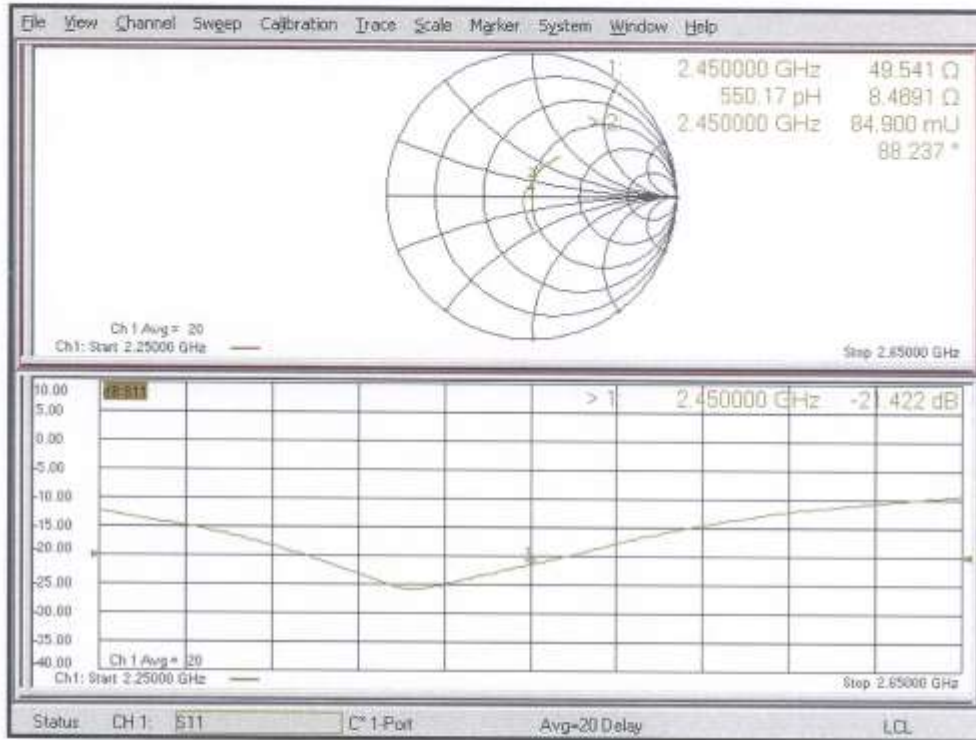 File View Channel Sweep Calibration Trace Scale Marker System Window Help
1: 2.450000 GHz 49.541 Ω
550.17 pH 8.4691 Ω
> 2: 2.450000 GHz 84.900 mU
88.237 °
Ch 1 Avg = 20
Ch1: Start 2.25000 GHz Stop 2.65000 GHz
10.00 dB S11 > 1: 2.450000 GHz -21.422 dB
5.00
0.00
-5.00
-10.00
-15.00
-20.00
-25.00
-30.00
-35.00
-40.00 Ch 1 Avg = 20
Ch1: Start 2.25000 GHz Stop 2.65000 GHz
Status CH 1: S11 C* 1-Port Avg=20 Delay LCL